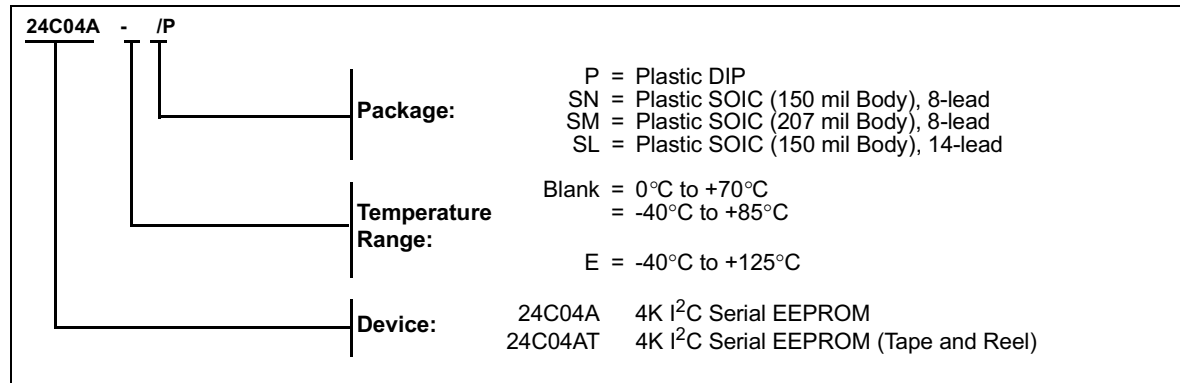 24C04A - /P
Package:
P = Plastic DIP
SN = Plastic SOIC (150 mil Body), 8-lead
SM = Plastic SOIC (207 mil Body), 8-lead
SL = Plastic SOIC (150 mil Body), 14-lead
Temperature
Range:
Blank = 0°C to +70°C
= -40°C to +85°C
E = -40°C to +125°C
Device:
24C04A 4K I²C Serial EEPROM
24C04AT 4K I²C Serial EEPROM (Tape and Reel)